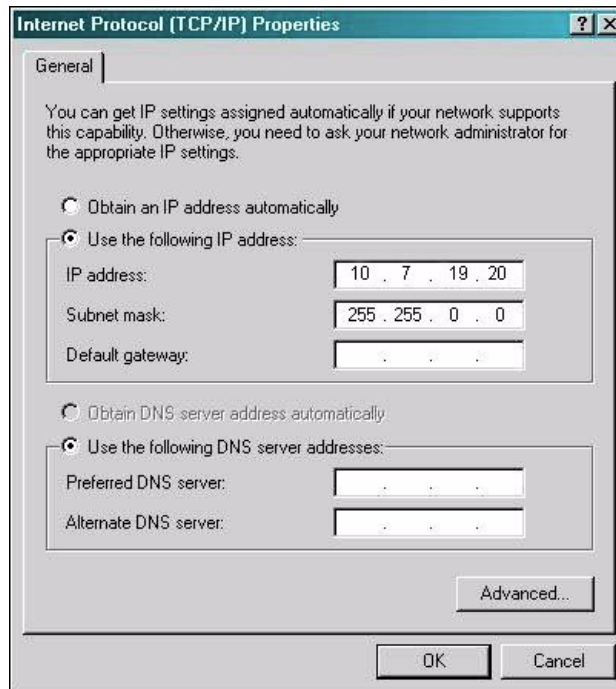 Internet Protocol (TCP/IP) Properties
General
You can get IP settings assigned automatically if your network supports
this capability. Otherwise, you need to ask your network administrator for
the appropriate IP settings.
Obtain an IP address automatically
Use the following IP address:
IP address: 10 . 7 . 19 . 20
Subnet mask: 255 . 255 . 0 . 0
Default gateway: . . .
Obtain DNS server address automatically
Use the following DNS server addresses:
Preferred DNS server: . . .
Alternate DNS server: . . .
Advanced...
OK Cancel